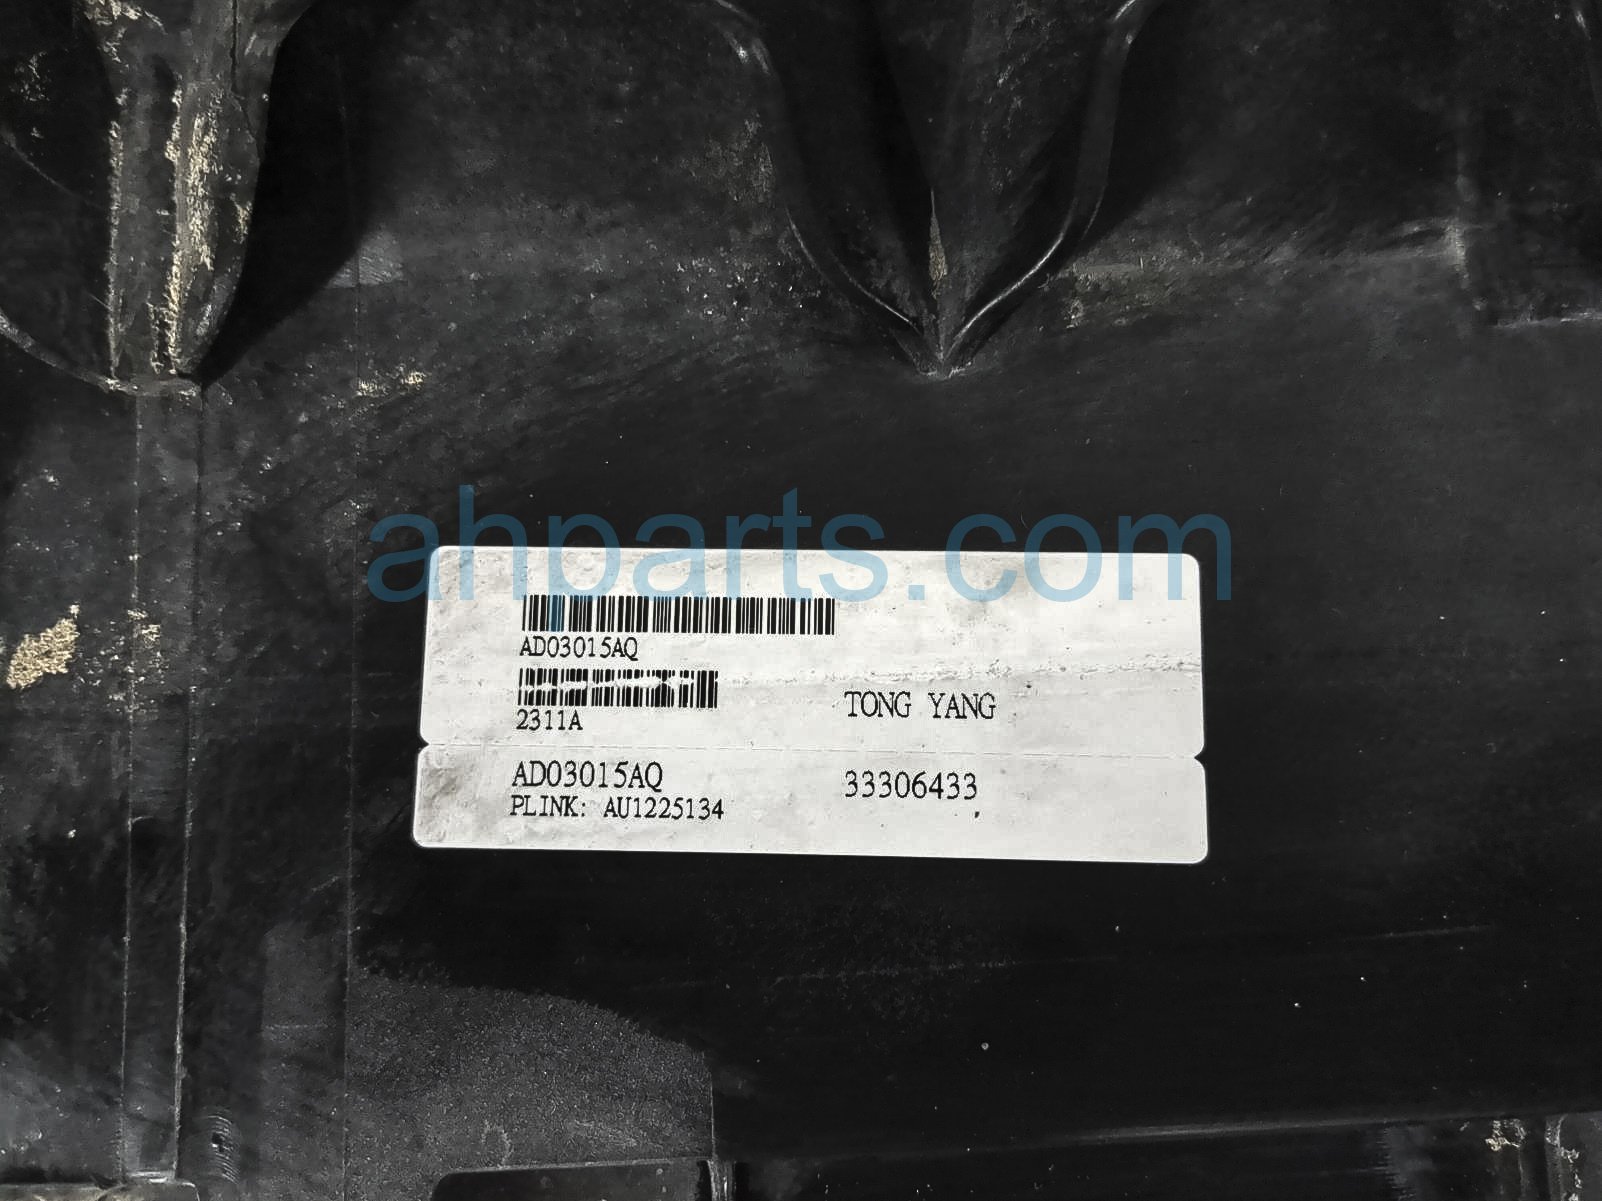 ahparts.com
AD03015AQ
2311A
TONG YANG
AD03015AQ
33306433
PLINK: AU1225134